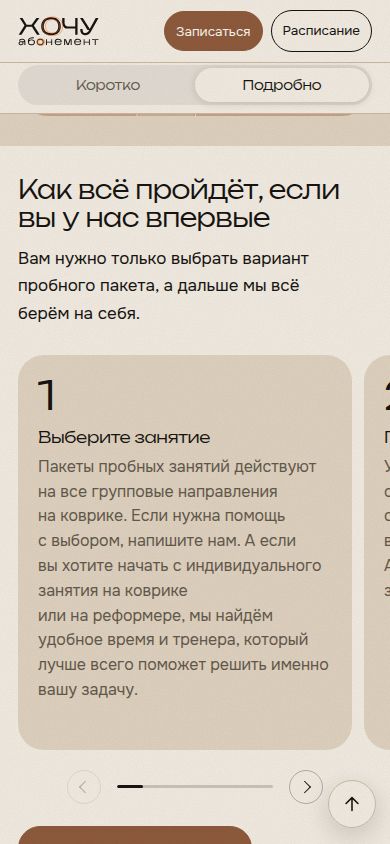 ХОЧУ
абонемент
Записаться
Расписание
Коротко
Подробно
Как всё пройдёт, если
вы у нас впервые
Вам нужно только выбрать вариант
пробного пакета, а дальше мы всё
берём на себя.
1
Выберите занятие
Пакеты пробных занятий действуют
на все групповые направления
на коврике. Если нужна помощь
с выбором, напишите нам. А если
вы хотите начать с индивидуального
занятия на коврике
или на реформере, мы найдём
удобное время и тренера, который
лучше всего поможет решить именно
вашу задачу.